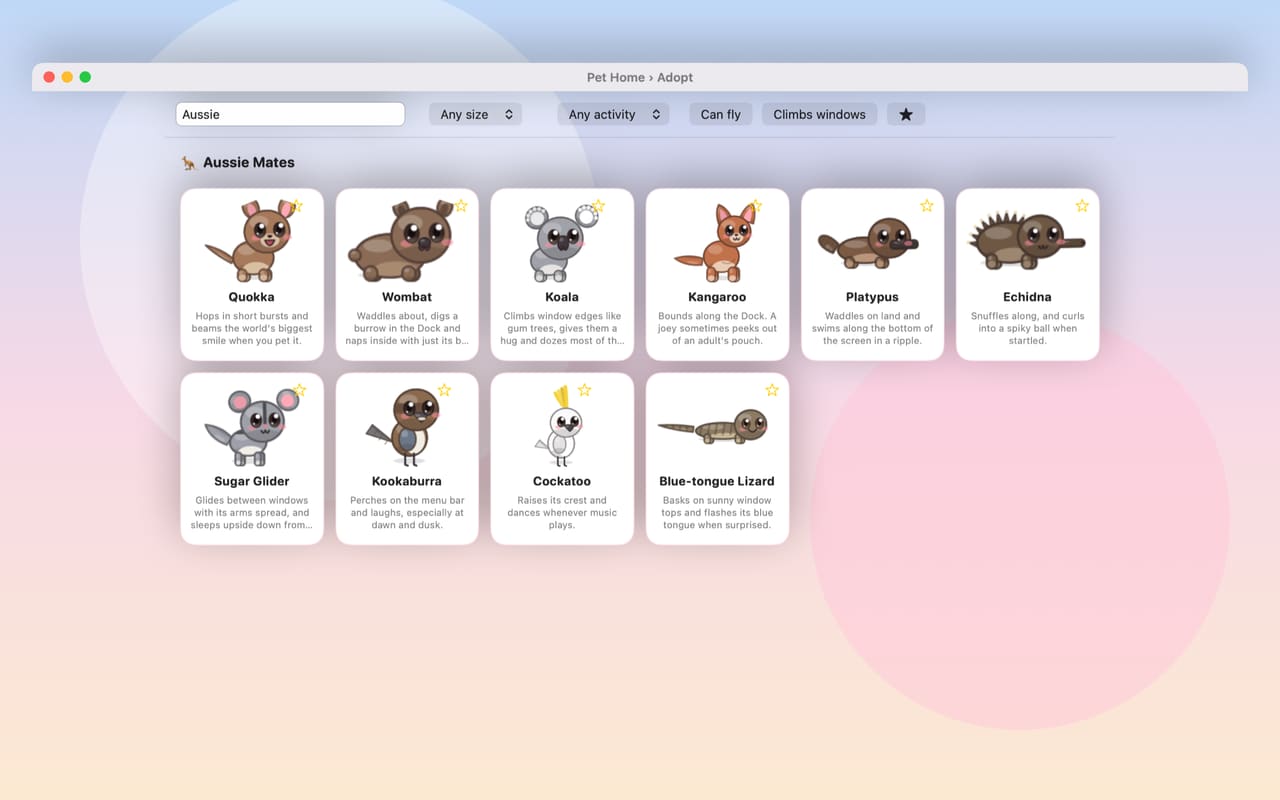 Pet Home › Adopt
Aussie
Any size
Any activity
Can fly
Climbs windows
Aussie Mates
Quokka
Hops in short bursts and
beams the world's biggest
smile when you pet it.
Wombat
Waddles about, digs a
burrow in the Dock and
naps inside with just its b...
Koala
Climbs window edges like
gum trees, gives them a
hug and dozes most of th...
Kangaroo
Bounds along the Dock. A
joey sometimes peeks out
of an adult's pouch.
Platypus
Waddles on land and
swims along the bottom of
the screen in a ripple.
Echidna
Snuffles along, and curls
into a spiky ball when
startled.
Sugar Glider
Glides between windows
with its arms spread, and
sleeps upside down from...
Kookaburra
Perches on the menu bar
and laughs, especially at
dawn and dusk.
Cockatoo
Raises its crest and
dances whenever music
plays.
Blue-tongue Lizard
Basks on sunny window
tops and flashes its blue
tongue when surprised.